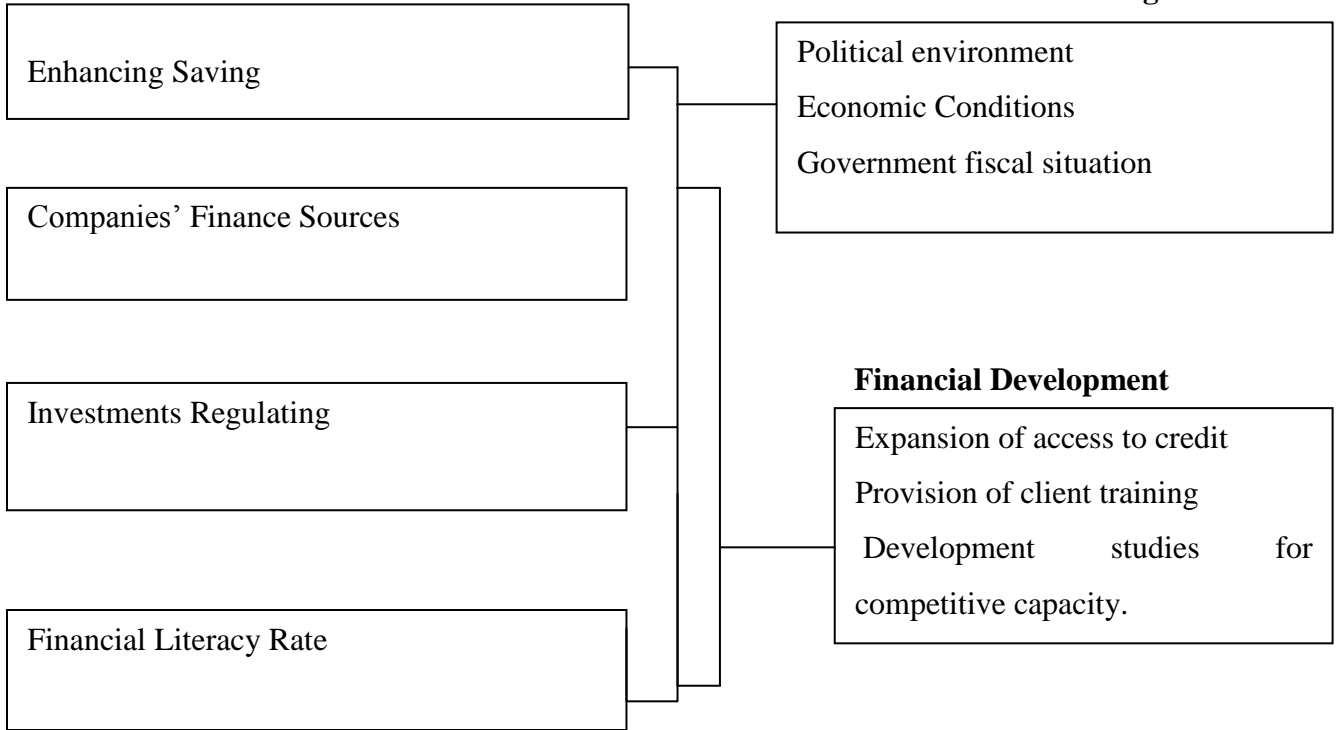 Enhancing Saving
Companies’ Finance Sources
Investments Regulating
Financial Literacy Rate
Political environment
Economic Conditions
Government fiscal situation
Financial Development
Expansion of access to credit
Provision of client training
Development studies for
competitive capacity.